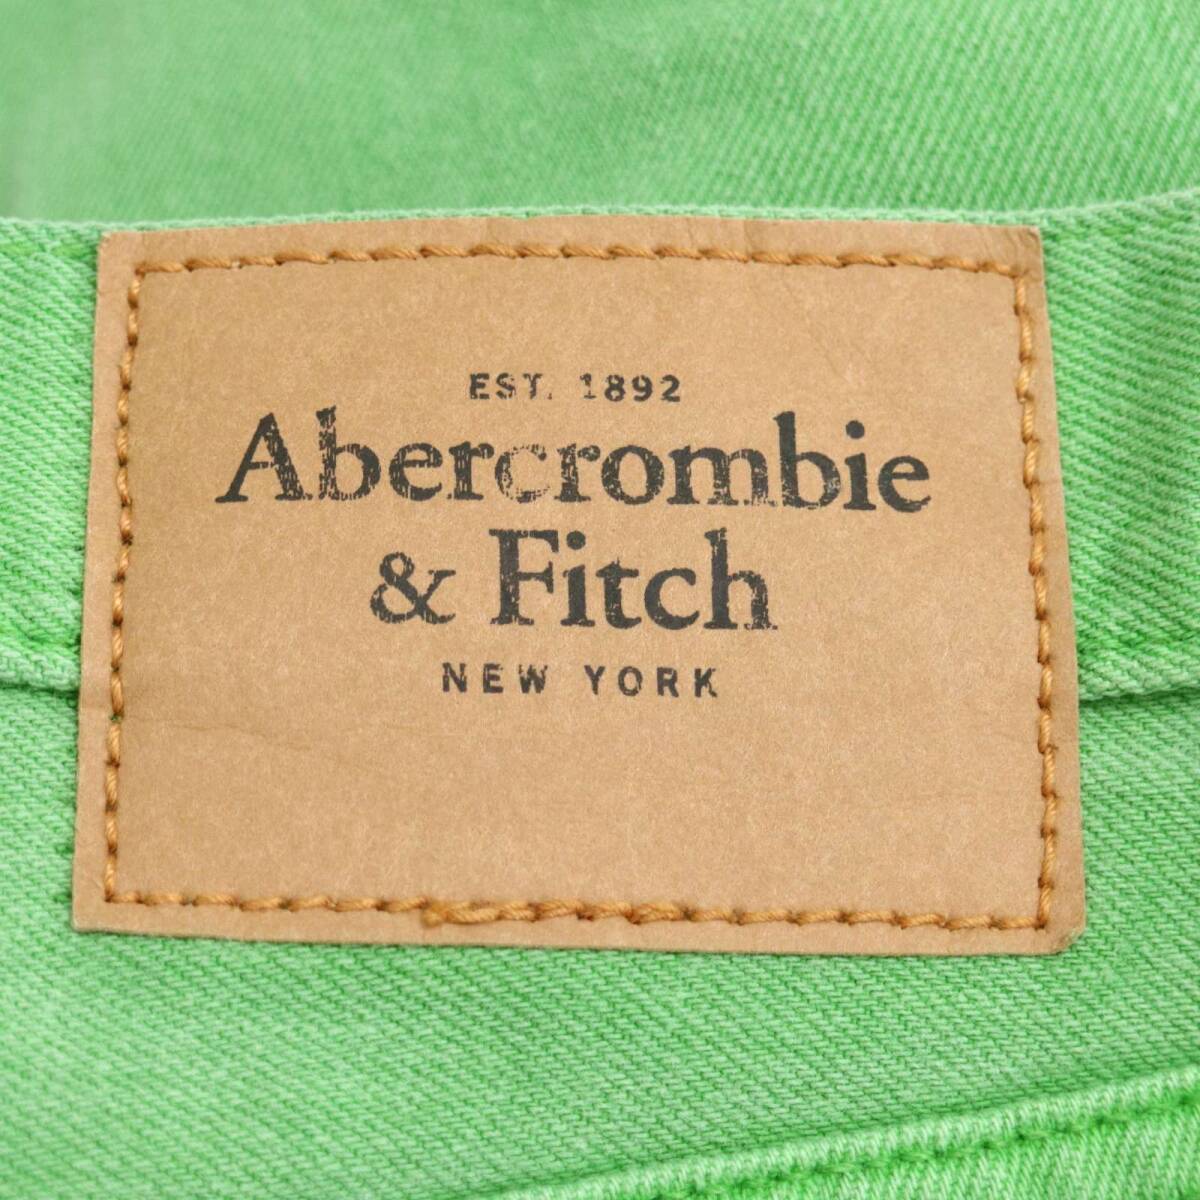 EST. 1892
Abercrombie
& Fitch
NEW YORK